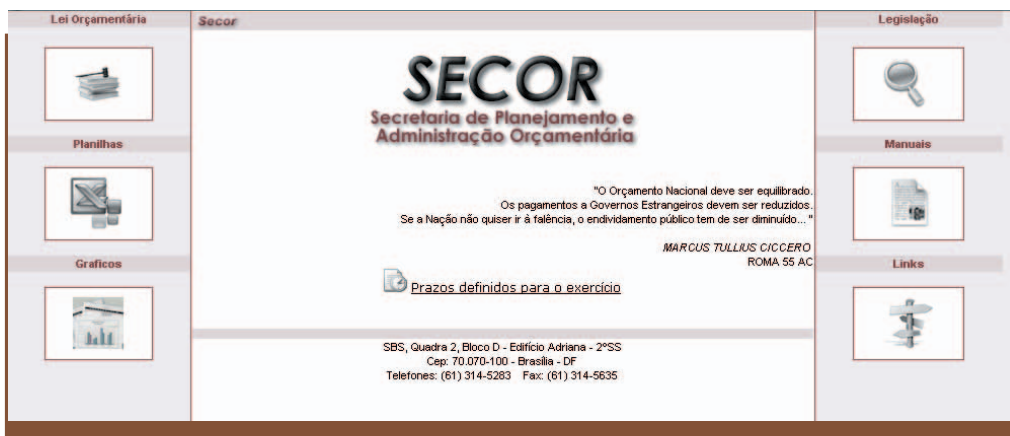 Lei Orçamentária
Planilhas
Graficos
Secor
SECOR
Secretaria de Planejamento e
Administração Orçamentária
"O Orçamento Nacional deve ser equilibrado.
Os pagamentos a Governos Estrangeiros devem ser reduzidos.
Se a Nação não quiser ir à falência, o endividamento público tem de ser diminuído... "
MARCUS TULLIUS CICCERO
ROMA 55 AC
Prazos definidos para o exercício
SBS, Quadra 2, Bloco D - Edifício Adriana - 2ºSS
Cep: 70.070-100 - Brasília - DF
Telefones: (61) 314-5283 Fax: (61) 314-5635
Legislação
Manuais
Links